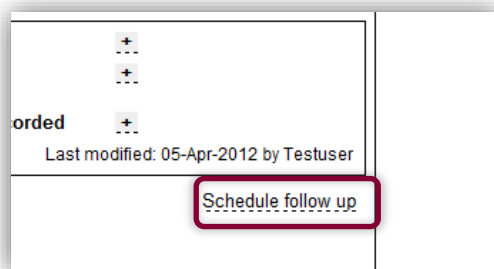 +
+
orded +
Last modified: 05-Apr-2012 by Testuser
Schedule follow up